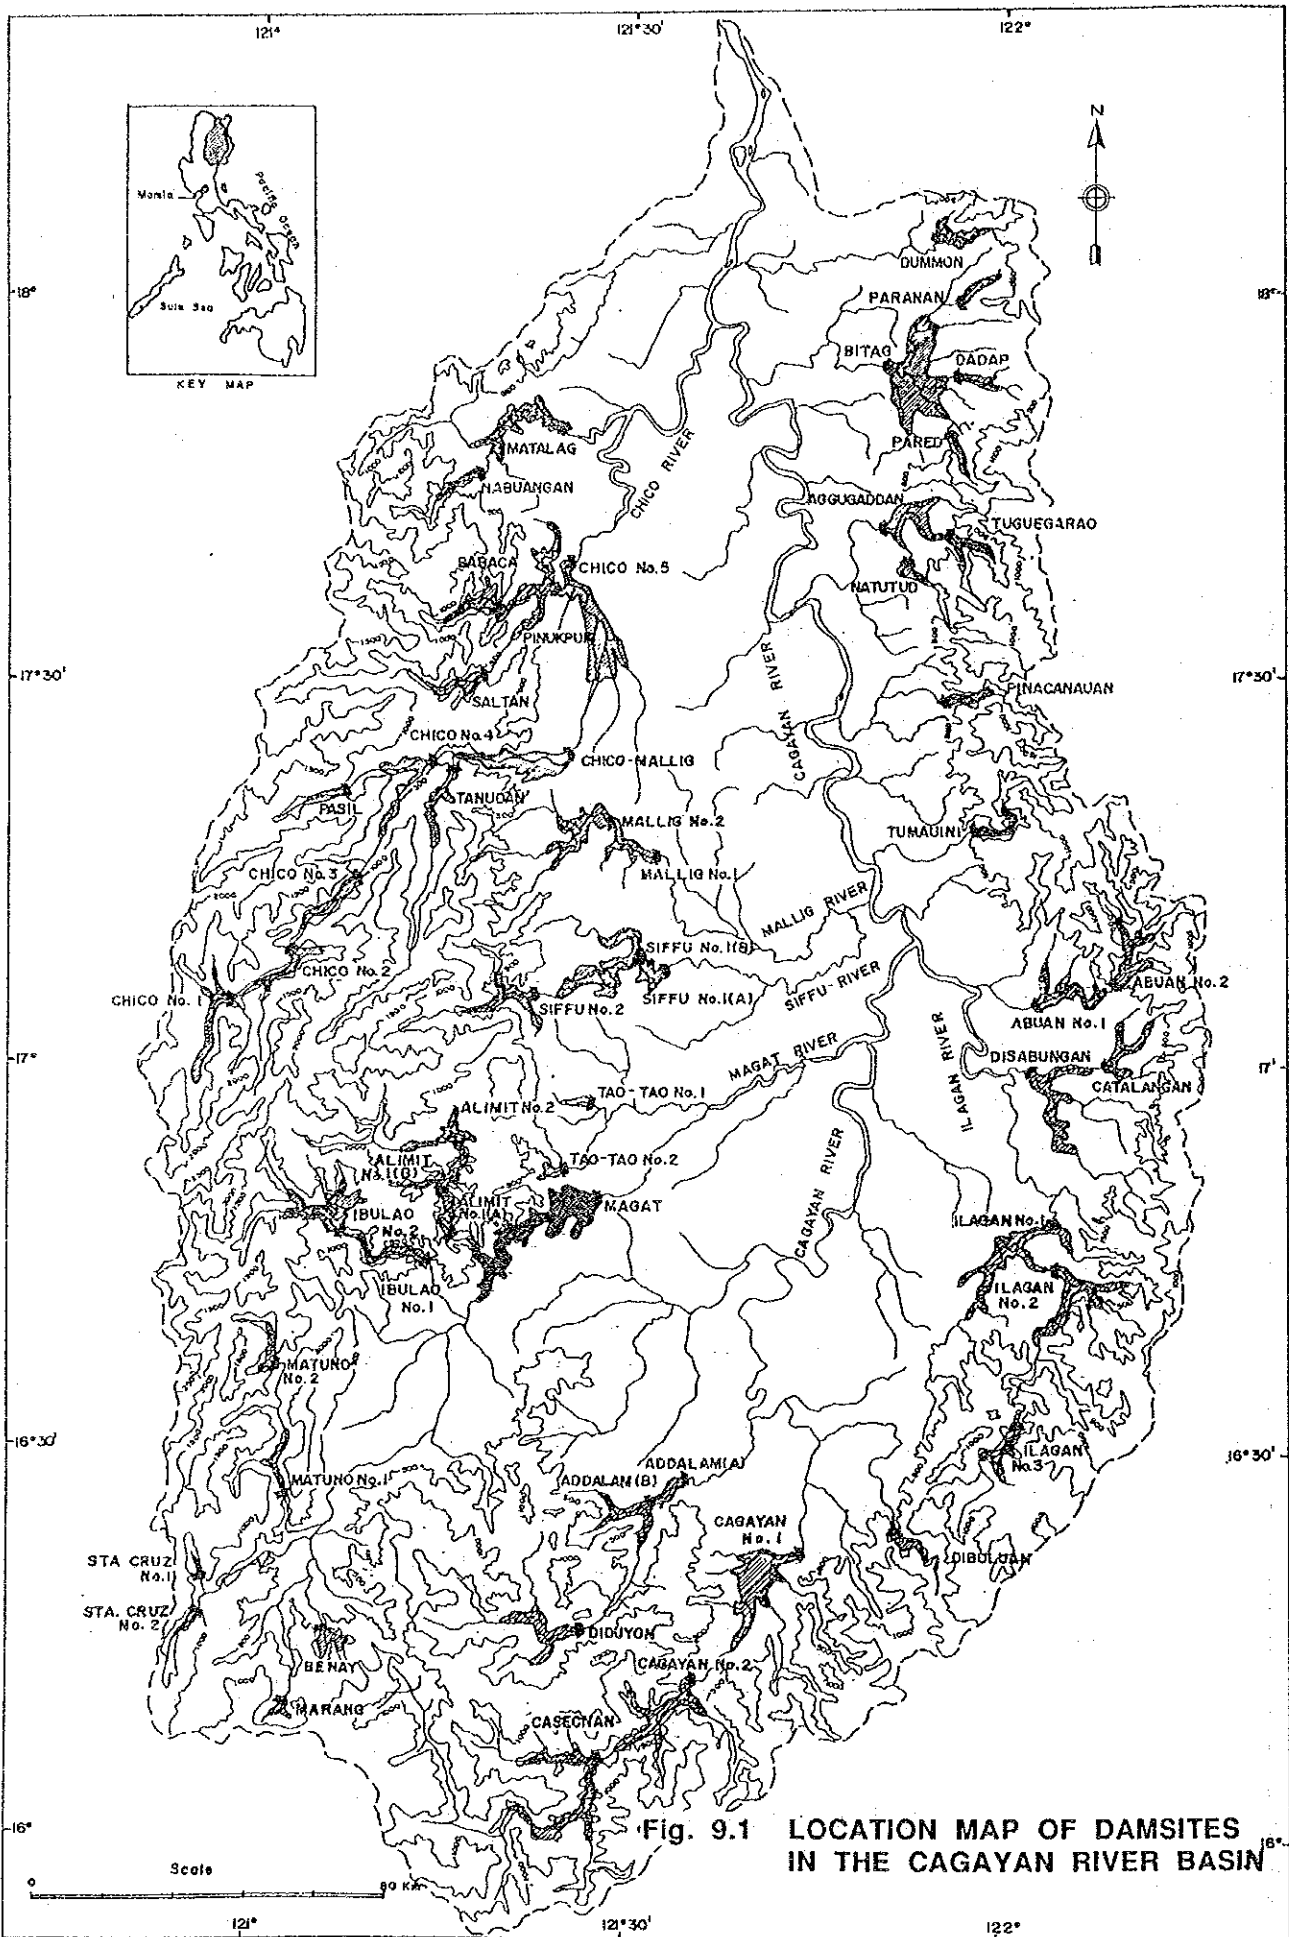 121°
121°30'
122°
N
Manila
Pacific Ocean
Sulu Sea
KEY MAP
DUMMON
18°
PARANAN
18°
BITAG
DADAP
PARED
MATALAG
CHICO RIVER
NABUANGAN
AGGUGADDAN
TUGUEGARAO
SABACA
CHICO No.5
NATUTUD
PINUKPUK
17°30'
SALTAN
CAGAYAN RIVER
PINACANAUAN
17°30'
CHICO No.4
CHICO-MALLIG
PASIL
TANUDAN
MALLIG No.2
TUMAUINI
CHICO No.3
MALLIG No.1
MALLIG RIVER
CHICO No.2
SIFFU No.1(B)
SIFFU RIVER
CHICO No.1
SIFFU No.2
SIFFU No.1(A)
ABUAN No.2
ABUAN No.1
17°
MAGAT RIVER
ILAGAN RIVER
DISABUNGAN
17°
CATALANGAN
TAO-TAO No.1
ALIMIT No.2
CAGAYAN RIVER
ALIMIT
No.1(B)
TAO-TAO No.2
IBULAO
No.2
ALIMIT
No.1(A)
MAGAT
ILAGAN No.1
IBULAO
No.1
ILAGAN
No.2
MATUNO
No.2
16°30'
ILAGAN
No.3
16°30'
MATUNO No.1
ADDALAM(B)
ADDALAM(A)
CAGAYAN
No.1
STA CRUZ
No.1
DIBULUAN
STA. CRUZ
No.2
DIDUYON
BENAY
CAGAYAN No.2
MARANG
CASECNAN
16°
Fig. 9.1 LOCATION MAP OF DAMSITES
IN THE CAGAYAN RIVER BASIN
16°
Scale
0
80 Km
121°
121°30'
122°